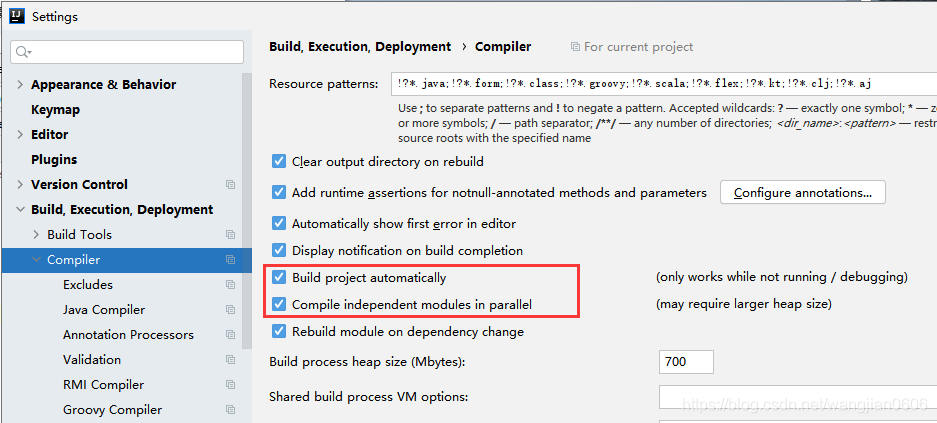 Settings
Build, Execution, Deployment › Compiler For current project
Appearance & Behavior
Keymap
Editor
Plugins
Version Control
Build, Execution, Deployment
Build Tools
Compiler
Excludes
Java Compiler
Annotation Processors
Validation
RMI Compiler
Groovy Compiler
Resource patterns: !?*.java;!?*.form;!?*.class;!?*.groovy;!?*.scala;!?*.flex;!?*.kt;!?*.clj;!?*.aj
Use ; to separate patterns and ! to negate a pattern. Accepted wildcards: ? — exactly one symbol; * — z
or more symbols; / — path separator; /**/ — any number of directories; <dir_name>:<pattern> — restr
source roots with the specified name
Clear output directory on rebuild
Add runtime assertions for notnull-annotated methods and parameters Configure annotations...
Automatically show first error in editor
Display notification on build completion
Build project automatically (only works while not running / debugging)
Compile independent modules in parallel (may require larger heap size)
Rebuild module on dependency change
Build process heap size (Mbytes): 700
Shared build process VM options:
https://blog.csdn.net/wangjian0606